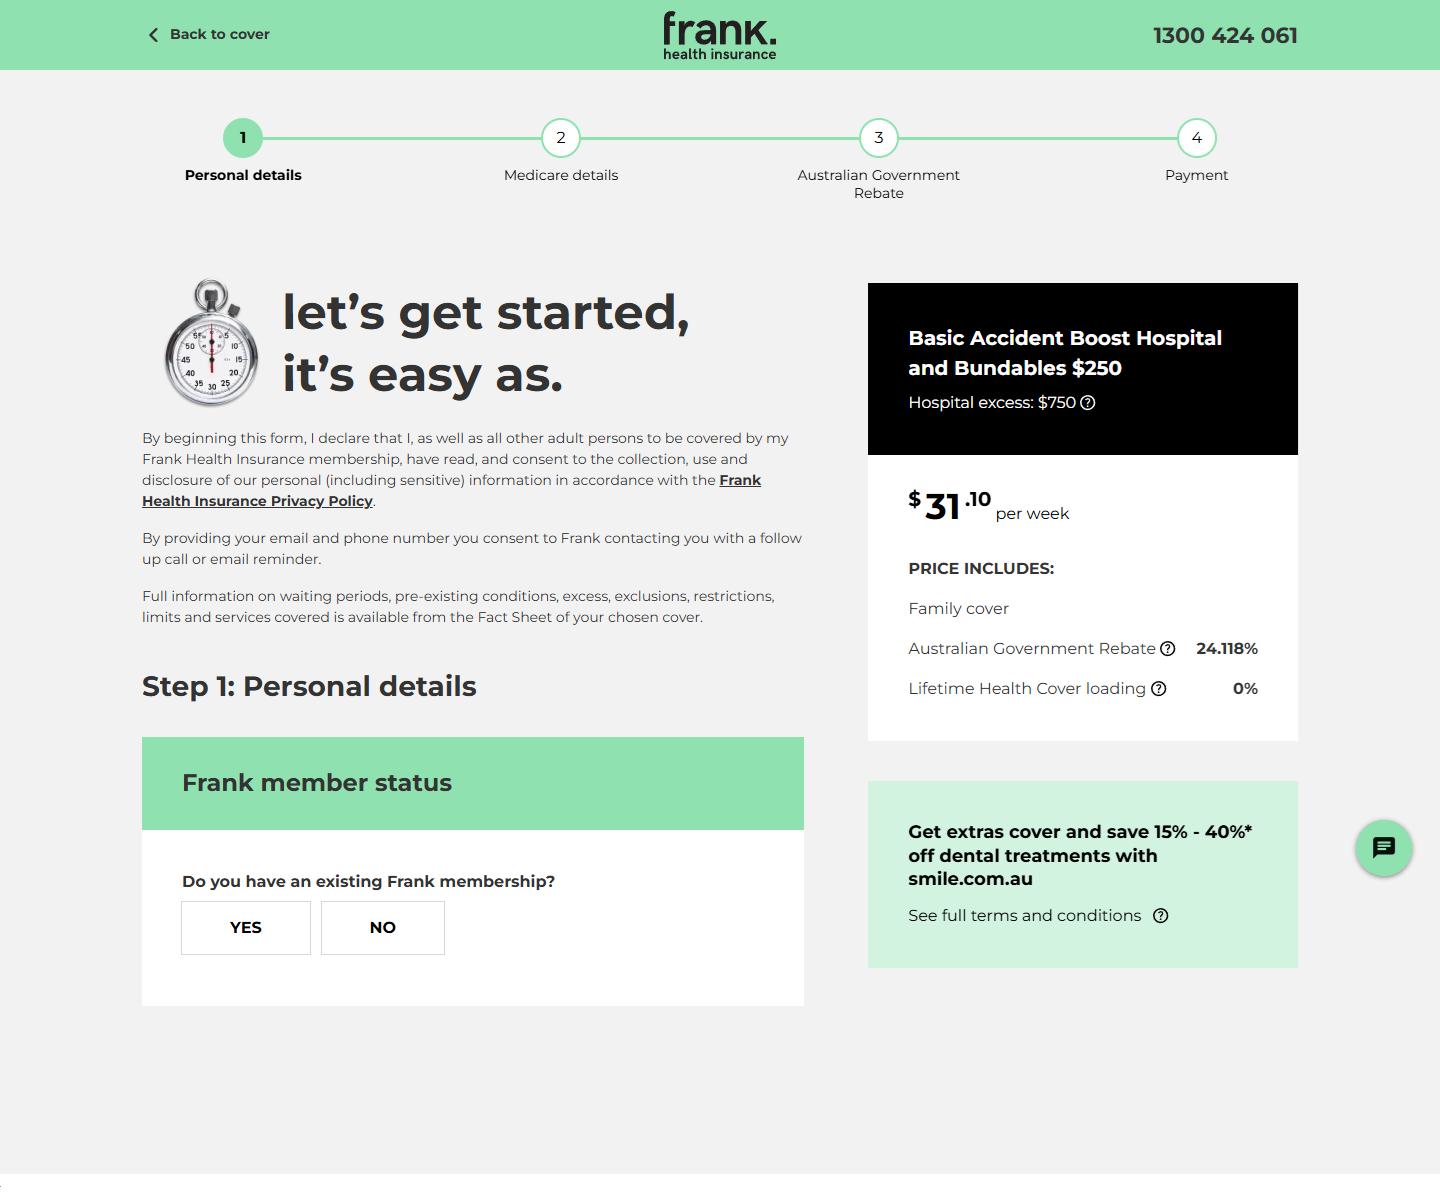 Back to cover
frank.
health insurance
1300 424 061
1
2
3
4
Personal details
Medicare details
Australian Government
Rebate
Payment
let’s get started,
it’s easy as.
By beginning this form, I declare that I, as well as all other adult persons to be covered by my
Frank Health Insurance membership, have read, and consent to the collection, use and
disclosure of our personal (including sensitive) information in accordance with the Frank
Health Insurance Privacy Policy.
By providing your email and phone number you consent to Frank contacting you with a follow
up call or email reminder.
Full information on waiting periods, pre-existing conditions, excess, exclusions, restrictions,
limits and services covered is available from the Fact Sheet of your chosen cover.
Step 1: Personal details
Frank member status
Do you have an existing Frank membership?
YES
NO
Basic Accident Boost Hospital
and Bundables $250
Hospital excess: $750
$31.10 per week
PRICE INCLUDES:
Family cover
Australian Government Rebate 24.118%
Lifetime Health Cover loading 0%
Get extras cover and save 15% - 40%*
off dental treatments with
smile.com.au
See full terms and conditions